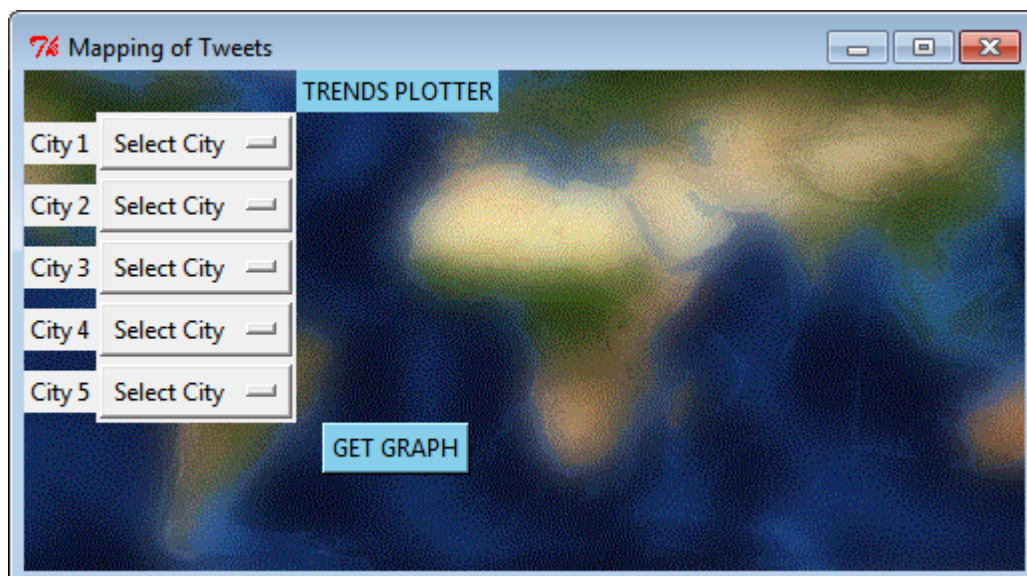 Mapping of Tweets
TRENDS PLOTTER
City 1 Select City
City 2 Select City
City 3 Select City
City 4 Select City
City 5 Select City
GET GRAPH